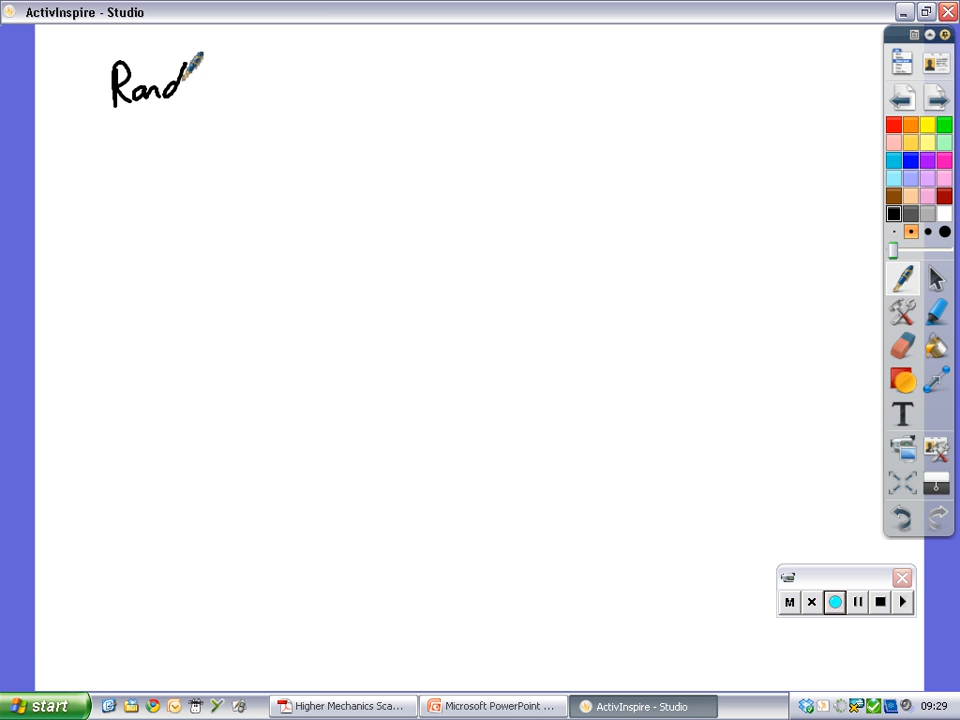 ActivInspire - Studio
Rand
T
M
start
Higher Mechanics Sca...
Microsoft PowerPoint ...
ActivInspire - Studio
09:29